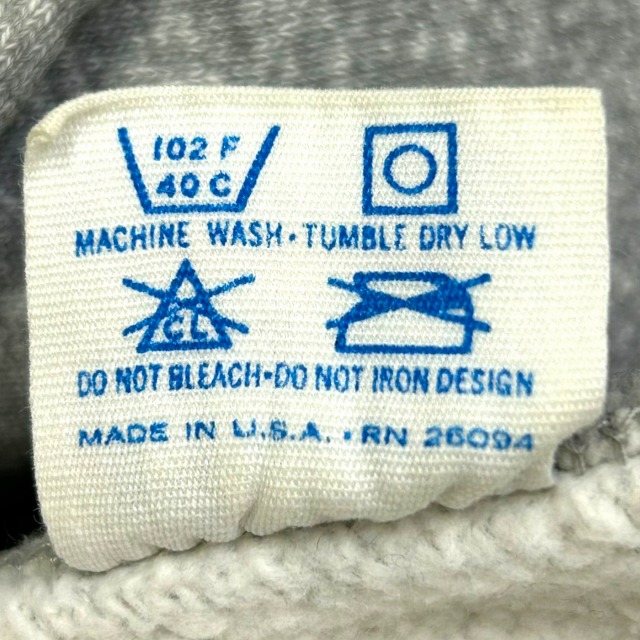 102 F
40 C
MACHINE WASH • TUMBLE DRY LOW
CL
DO NOT BLEACH • DO NOT IRON DESIGN
MADE IN U.S.A. • RN 26094